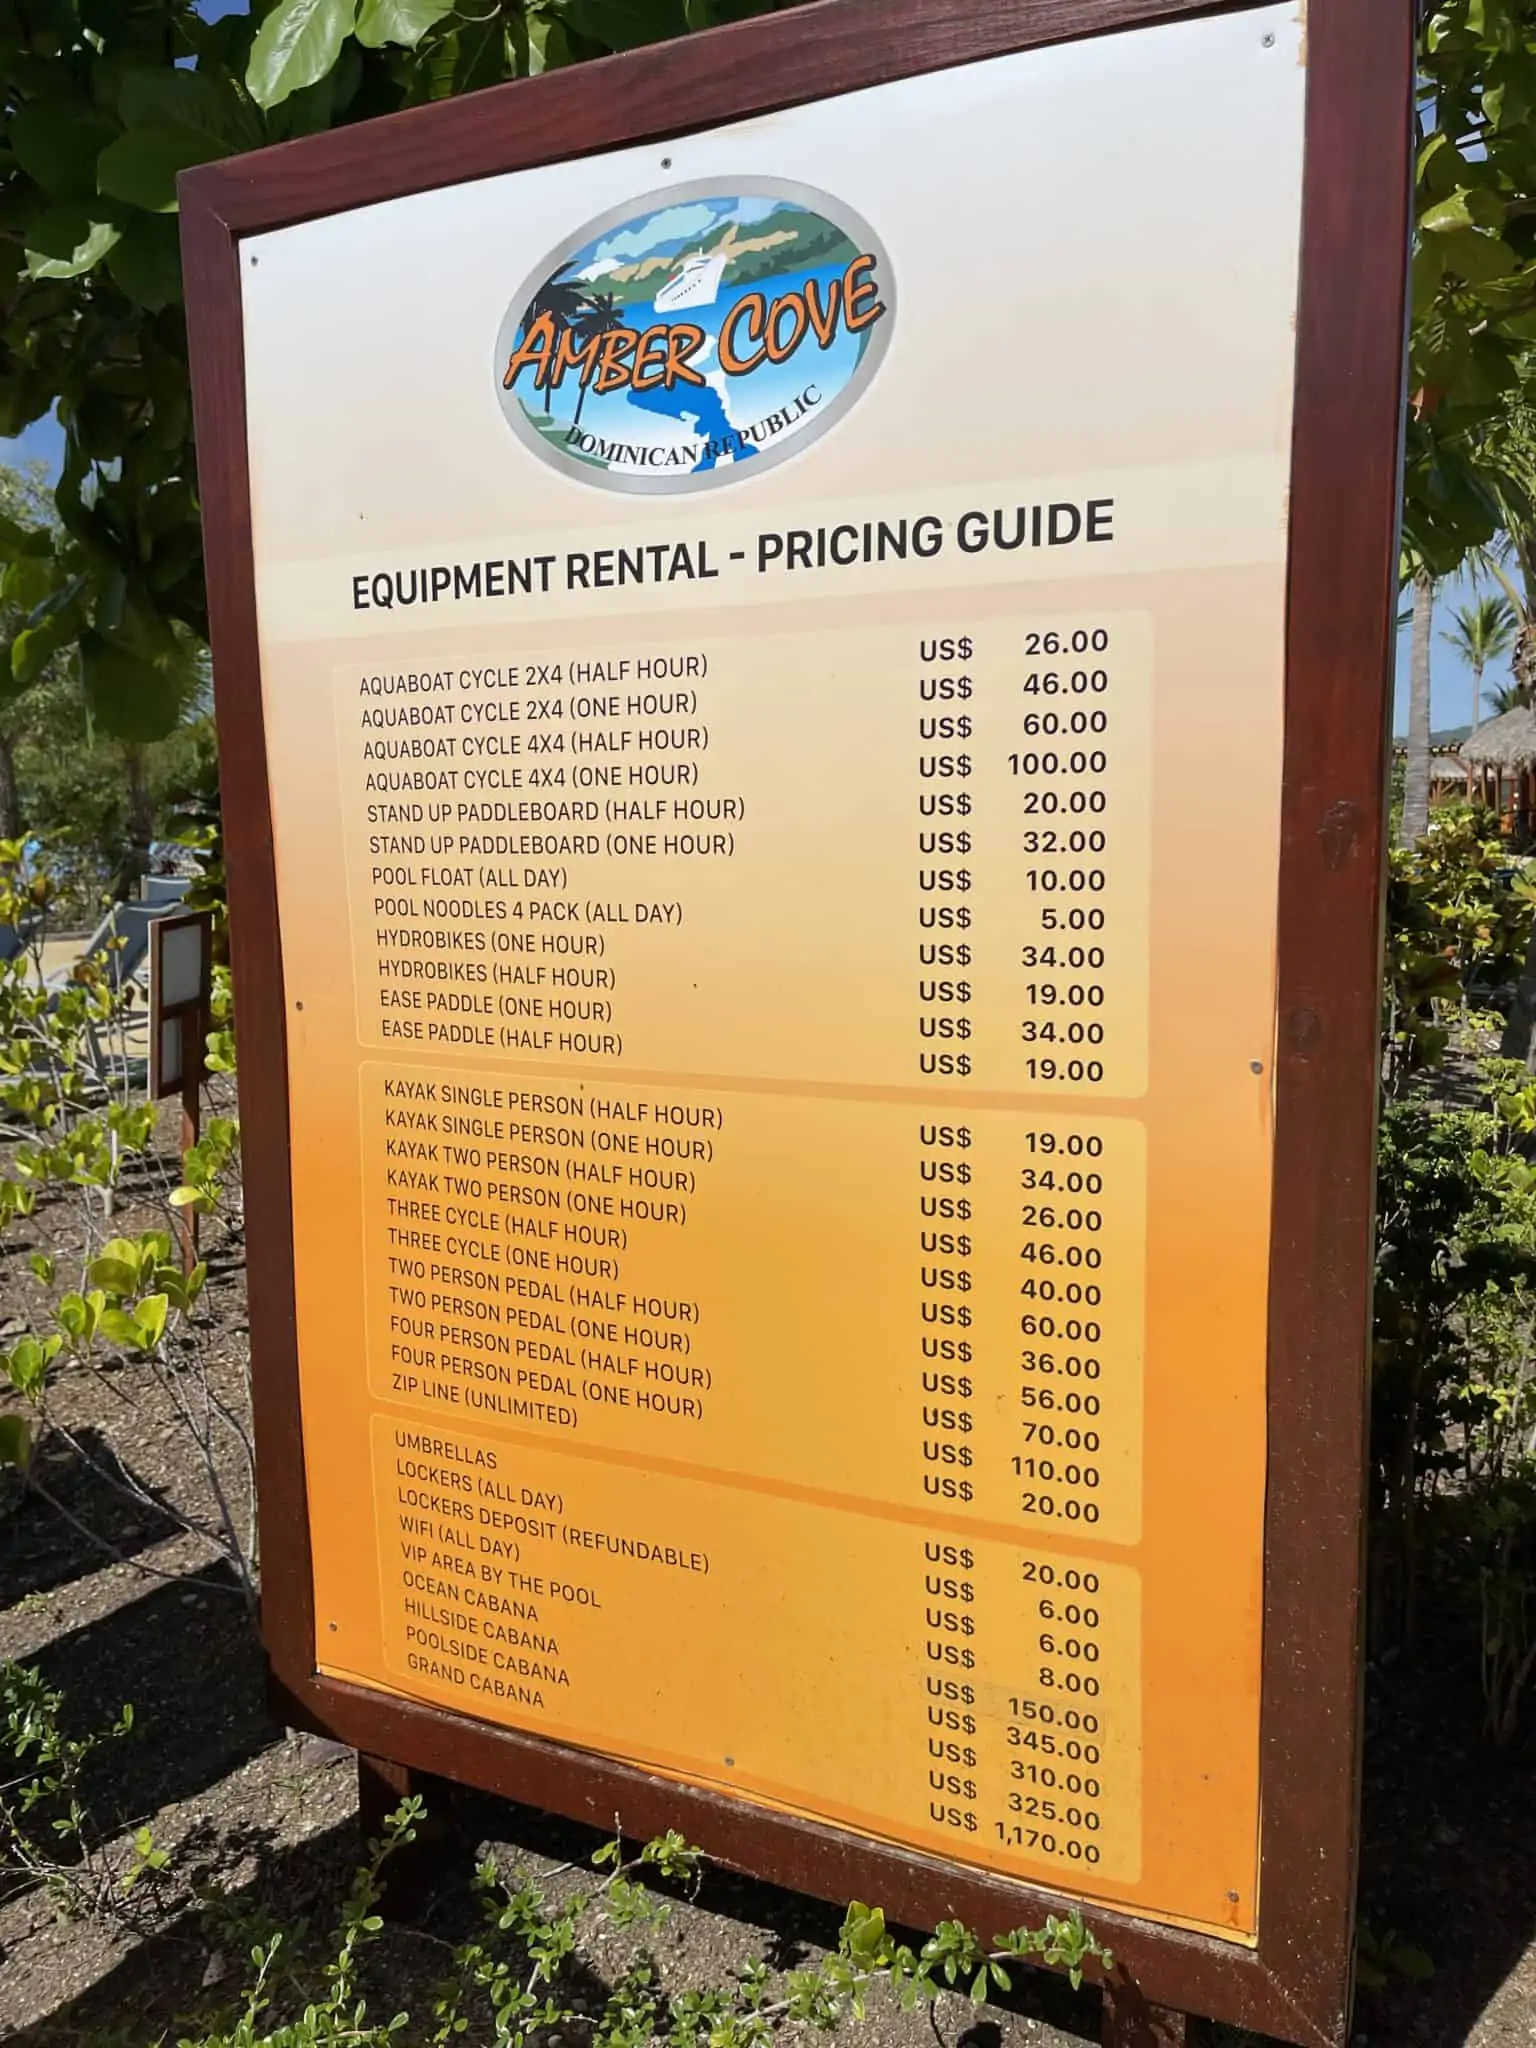 AMBER COVE
DOMINICAN REPUBLIC
EQUIPMENT RENTAL - PRICING GUIDE
AQUABOAT CYCLE 2X4 (HALF HOUR) US$ 26.00
AQUABOAT CYCLE 2X4 (ONE HOUR) US$ 46.00
AQUABOAT CYCLE 4X4 (HALF HOUR) US$ 60.00
AQUABOAT CYCLE 4X4 (ONE HOUR) US$ 100.00
STAND UP PADDLEBOARD (HALF HOUR) US$ 20.00
STAND UP PADDLEBOARD (ONE HOUR) US$ 32.00
POOL FLOAT (ALL DAY) US$ 10.00
POOL NOODLES 4 PACK (ALL DAY) US$ 5.00
HYDROBIKES (ONE HOUR) US$ 34.00
HYDROBIKES (HALF HOUR) US$ 19.00
EASE PADDLE (ONE HOUR) US$ 34.00
EASE PADDLE (HALF HOUR) US$ 19.00
KAYAK SINGLE PERSON (HALF HOUR) US$ 19.00
KAYAK SINGLE PERSON (ONE HOUR) US$ 34.00
KAYAK TWO PERSON (HALF HOUR) US$ 26.00
KAYAK TWO PERSON (ONE HOUR) US$ 46.00
THREE CYCLE (HALF HOUR) US$ 40.00
THREE CYCLE (ONE HOUR) US$ 60.00
TWO PERSON PEDAL (HALF HOUR) US$ 36.00
TWO PERSON PEDAL (ONE HOUR) US$ 56.00
FOUR PERSON PEDAL (HALF HOUR) US$ 70.00
FOUR PERSON PEDAL (ONE HOUR) US$ 110.00
ZIP LINE (UNLIMITED) US$ 20.00
UMBRELLAS US$ 20.00
LOCKERS (ALL DAY) US$ 6.00
LOCKERS DEPOSIT (REFUNDABLE) US$ 6.00
WIFI (ALL DAY) US$ 8.00
VIP AREA BY THE POOL US$ 150.00
OCEAN CABANA US$ 345.00
HILLSIDE CABANA US$ 310.00
POOLSIDE CABANA US$ 325.00
GRAND CABANA US$ 1,170.00